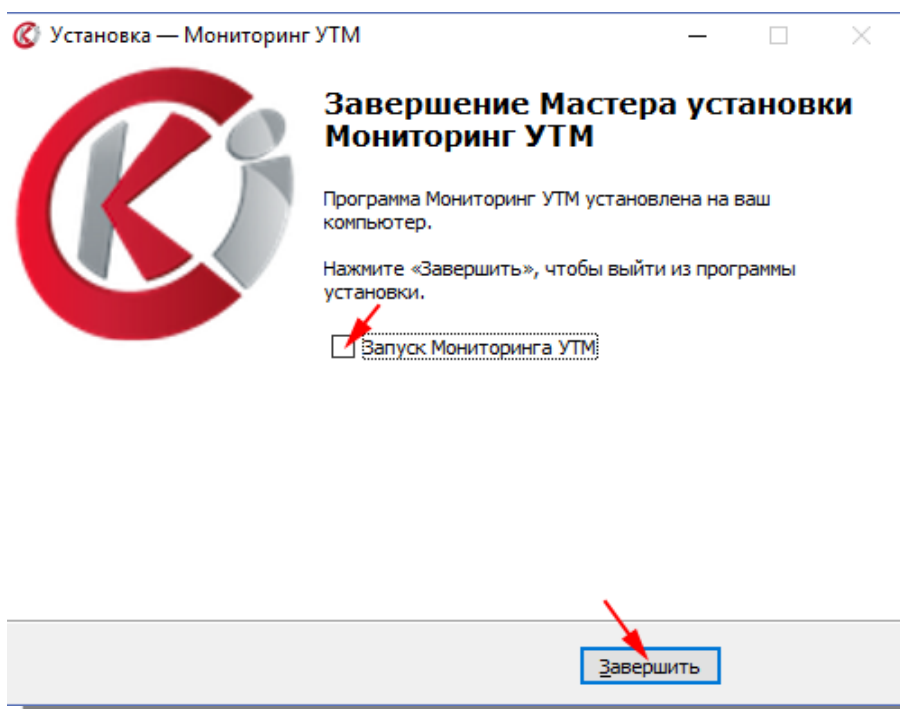 Установка — Мониторинг УТМ
Завершение Мастера установки
Мониторинг УТМ
Программа Мониторинг УТМ установлена на ваш
компьютер.
Нажмите «Завершить», чтобы выйти из программы
установки.
Запуск Мониторинга УТМ
Завершить